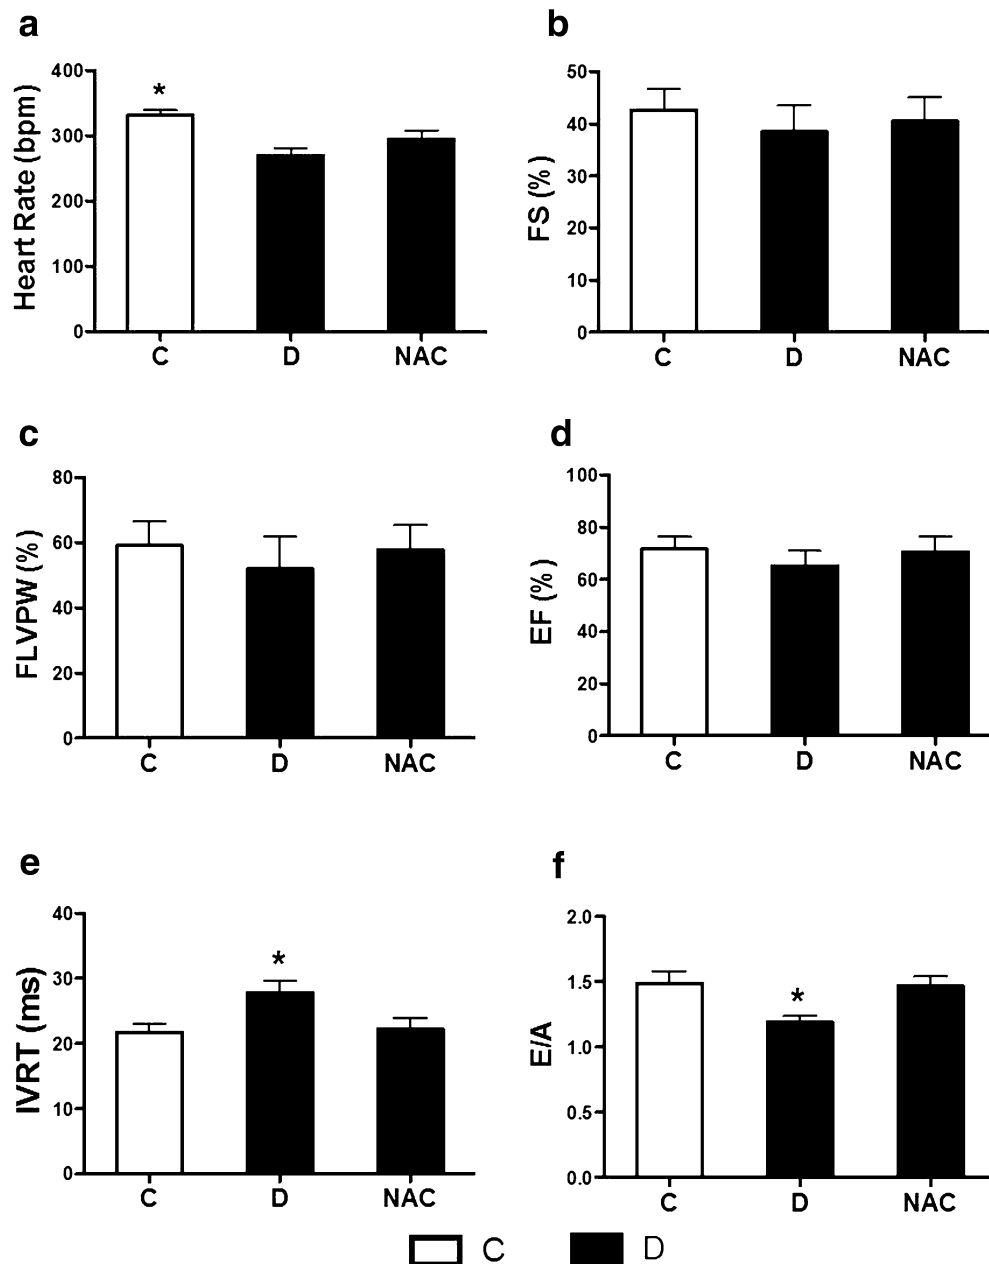 a
Heart Rate (bpm)
400
300
200
100
0
*
C D NAC
b
FS (%)
50
40
30
20
10
0
C D NAC
c
FLVPW (%)
80
60
40
20
0
C D NAC
d
EF (%)
100
80
60
40
20
0
C D NAC
e
IVRT (ms)
40
30
20
10
0
*
C D NAC
f
E/A
2.0
1.5
1.0
0.5
0.0
*
C D NAC
C D